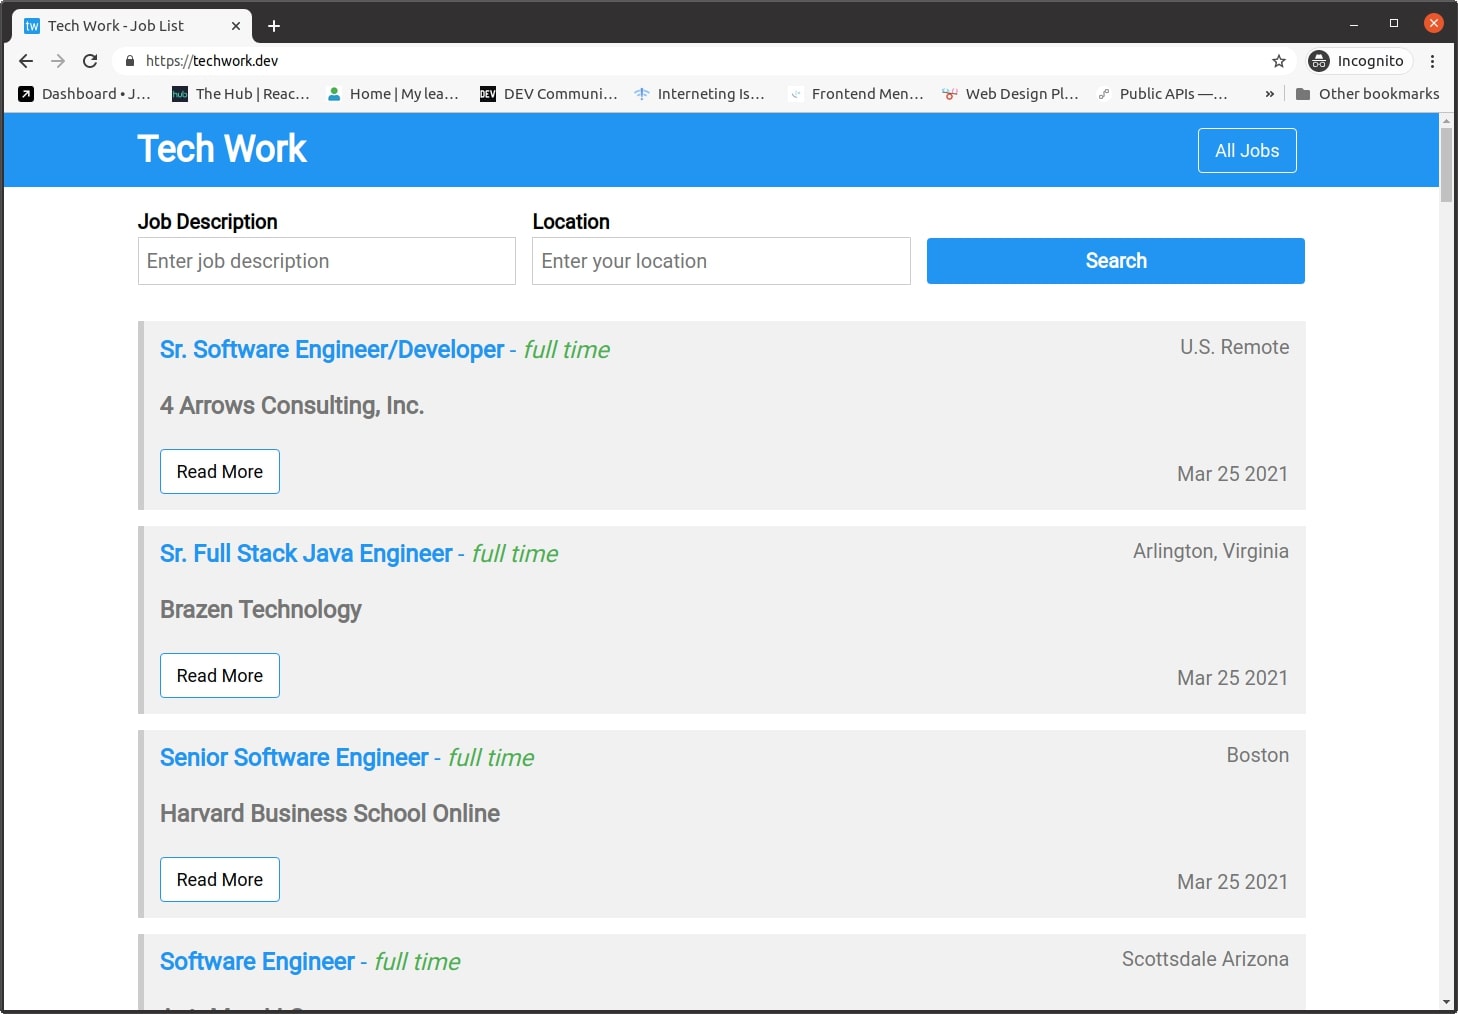 tw Tech Work - Job List
https://techwork.dev Incognito
Dashboard • J... hub The Hub | Reac... Home | My lea... DEV DEV Communi... Interneting Is... Frontend Men... Web Design Pl... Public APIs —... » Other bookmarks
Tech Work All Jobs
Job Description Location
Enter job description Enter your location Search
Sr. Software Engineer/Developer - full time U.S. Remote
4 Arrows Consulting, Inc.
Read More Mar 25 2021
Sr. Full Stack Java Engineer - full time Arlington, Virginia
Brazen Technology
Read More Mar 25 2021
Senior Software Engineer - full time Boston
Harvard Business School Online
Read More Mar 25 2021
Software Engineer - full time Scottsdale Arizona